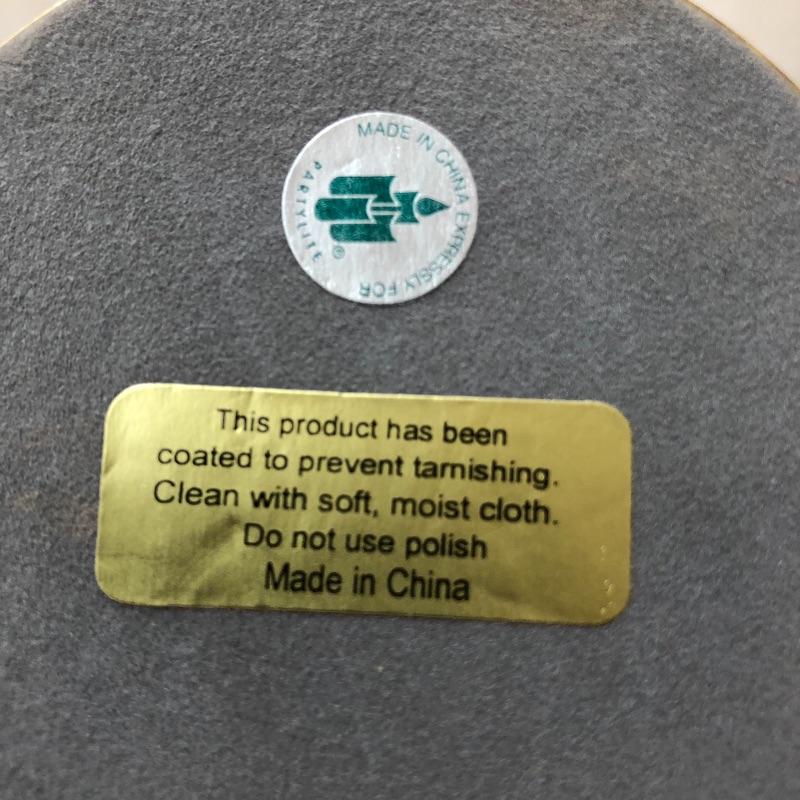 MADE IN CHINA EXPRESSLY FOR
PARTYLITE
®
This product has been
coated to prevent tarnishing.
Clean with soft, moist cloth.
Do not use polish
Made in China